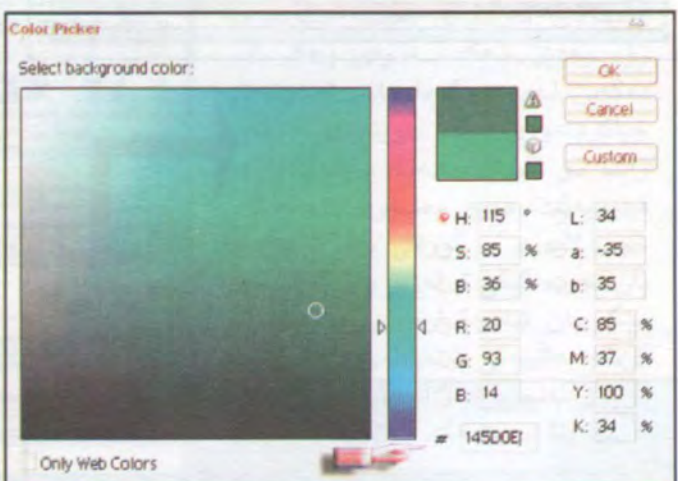 Color Picker
Select background color:
OK
Cancel
Custom
H: 115 °
S: 85 %
B: 36 %
R: 20
G: 93
B: 14
# 145D0E
L: 34
a: -35
b: 35
C: 85 %
M: 37 %
Y: 100 %
K: 34 %
Only Web Colors